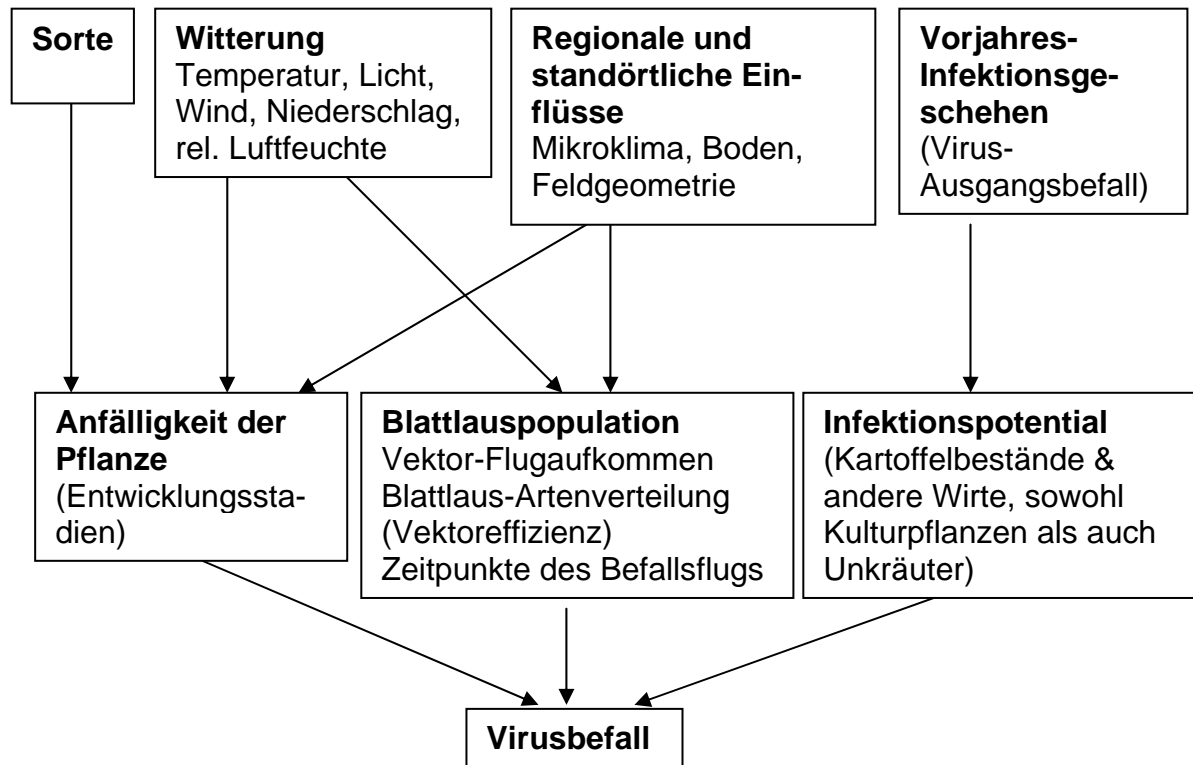 Sorte
Witterung
Temperatur, Licht,
Wind, Niederschlag,
rel. Luftfeuchte
Regionale und
standörtliche Ein-
flüsse
Mikroklima, Boden,
Feldgeometrie
Vorjahres-
Infektionsge-
schehen
(Virus-
Ausgangsbefall)
Anfälligkeit der
Pflanze
(Entwicklungssta-
dien)
Blattlauspopulation
Vektor-Flugaufkommen
Blattlaus-Artenverteilung
(Vektoreffizienz)
Zeitpunkte des Befallsflugs
Infektionspotential
(Kartoffelbestände &
andere Wirte, sowohl
Kulturpflanzen als auch
Unkräuter)
Virusbefall